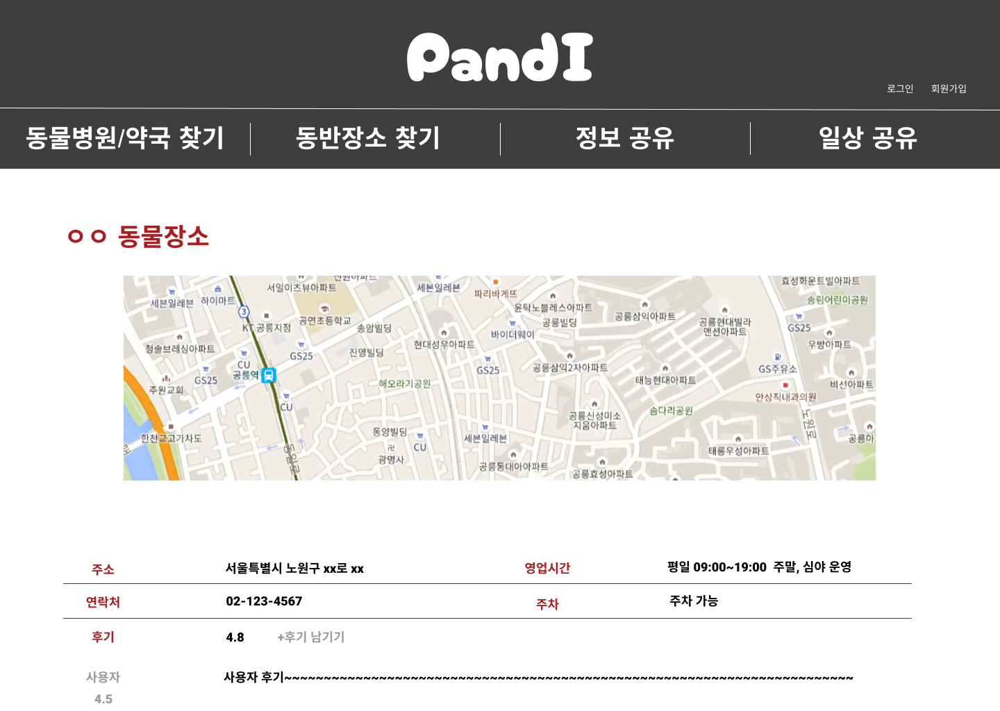 PandI
로그인 회원가입
동물병원/약국 찾기 동반장소 찾기 정보 공유 일상 공유
ㅇㅇ 동물장소
서일이츠뷰아파트
세븐일레븐
파리바게뜨
효성화운트빌아파트
세븐일레븐
하이마트
3
공연초등학교
윤탁노블레스아파트
공릉삼익아파트
송림어린이공원
KT 공릉지점
송암빌딩
공릉빌딩
공릉현대빌라
맨션아파트
GS25
바이더웨이
청솔브레싱아파트
GS25
진영빌딩
현대성우아파트
우방아파트
CU
공릉역
GS25
GS25
공릉삼익2차아파트
GS주유소
주원교회
해오라기공원
태능현대아파트
비선아파트
CU
안상직내과의원
솜다리공원
공릉신성미소
지움아파트
노원로
한천교고가차도
동양빌딩
CU
세븐일레븐
동일로
광명사
공릉동대아아파트
태릉우성아파트
공릉효성아파트
주소 서울특별시 노원구 xx로 xx 영업시간 평일 09:00~19:00 주말, 심야 운영
연락처 02-123-4567 주차 주차 가능
후기 4.8 +후기 남기기
사용자 사용자 후기~~~~~~~~~~~~~~~~~~~~~~~~~~~~~~~~~~~~~~~~~~~~~~~~~~~~~~~~~~~~~~~~~~~~~~~~
4.5